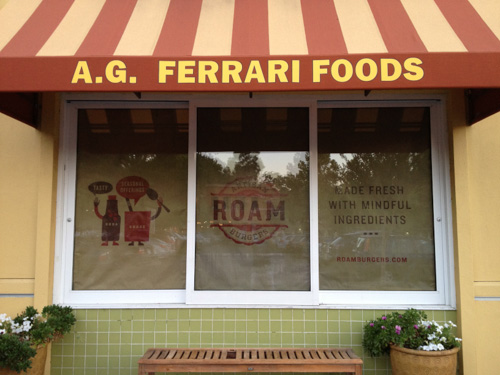 A.G. FERRARI FOODS
TASTY
ROAM
BURGERS
MADE FRESH
WITH MINDFUL
INGREDIENTS
ROAMBURGERS.COM